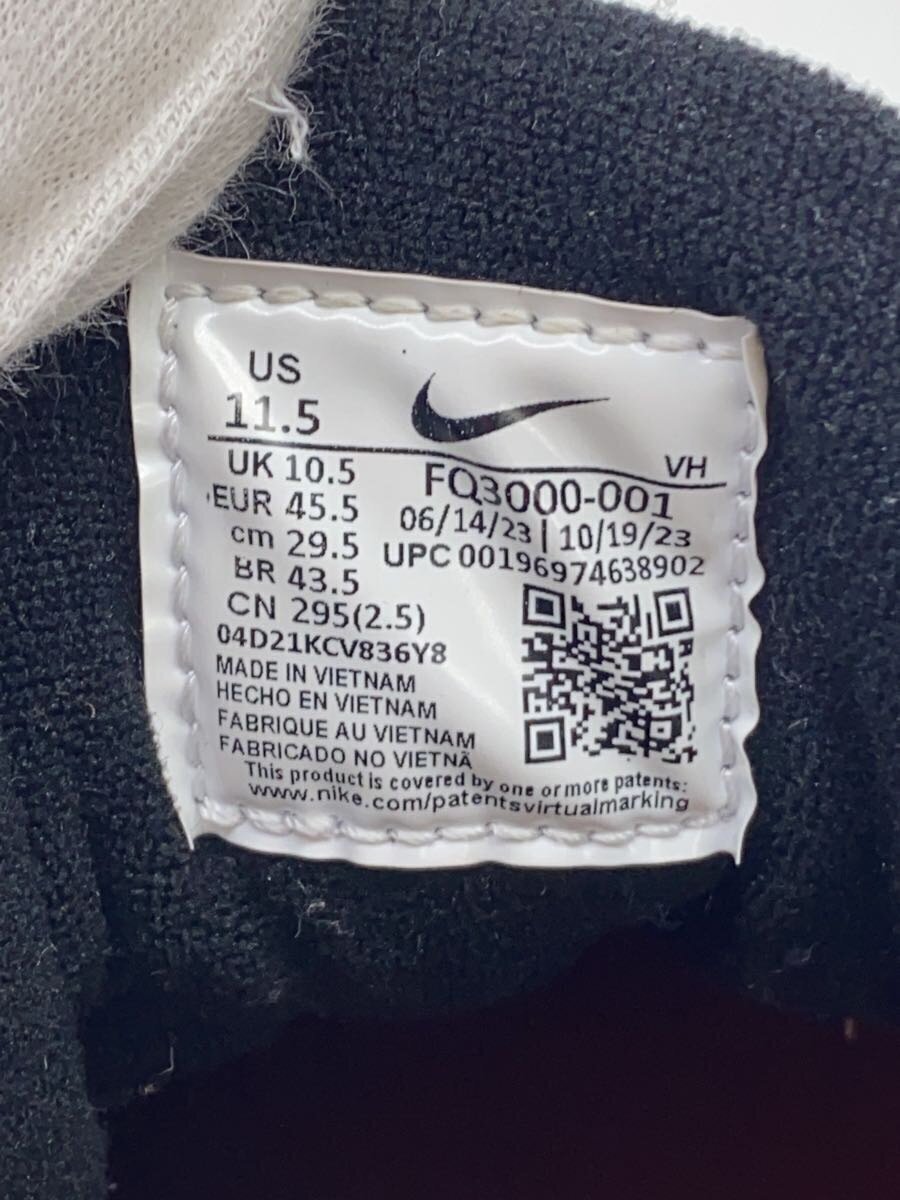 US
11.5
VH
UK 10.5
FQ3000-001
EUR 45.5
06/14/23 | 10/19/23
cm 29.5
UPC 00196974638902
BR 43.5
CN 295(2.5)
04D21KCV836Y8
MADE IN VIETNAM
HECHO EN VIETNAM
FABRIQUE AU VIETNAM
FABRICADO NO VIETNÃ
This product is covered by one or more patents:
www.nike.com/patentsvirtualmarking